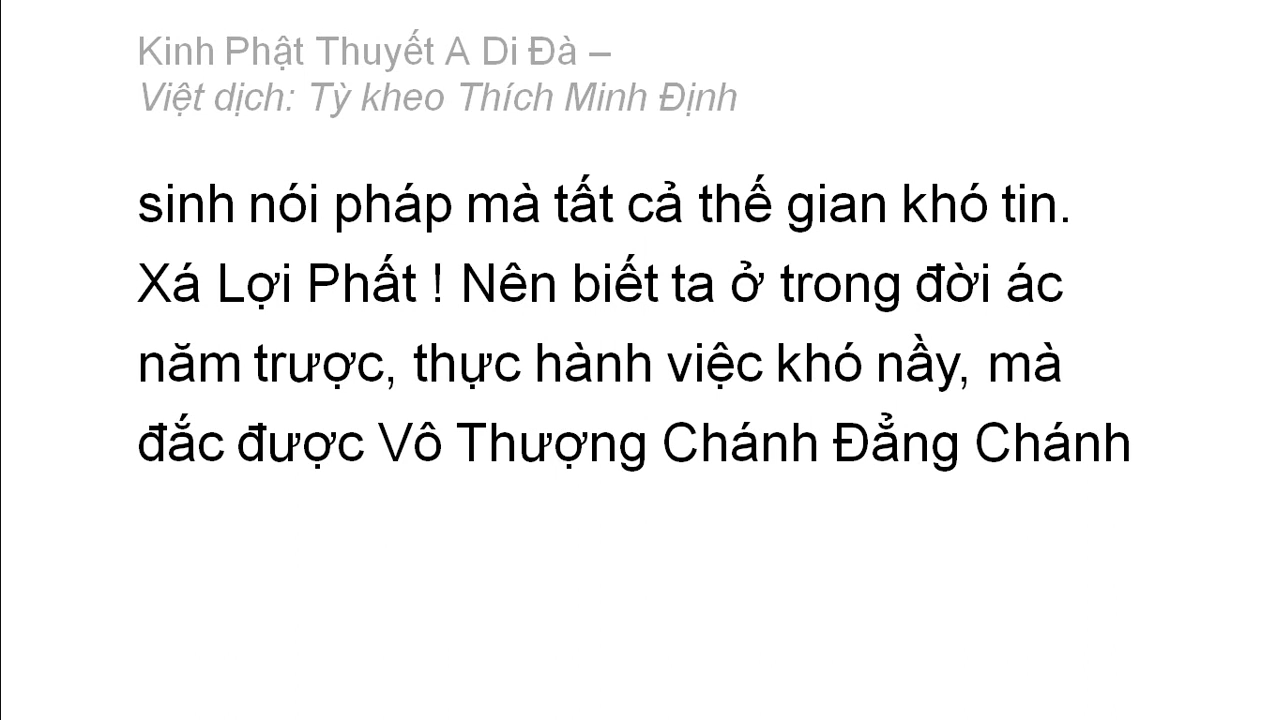 Kinh Phật Thuyết A Di Đà –
Việt dịch: Tỳ kheo Thích Minh Định
sinh nói pháp mà tất cả thế gian khó tin.
Xá Lợi Phất ! Nên biết ta ở trong đời ác
năm trược, thực hành việc khó nầy, mà
đắc được Vô Thượng Chánh Đẳng Chánh